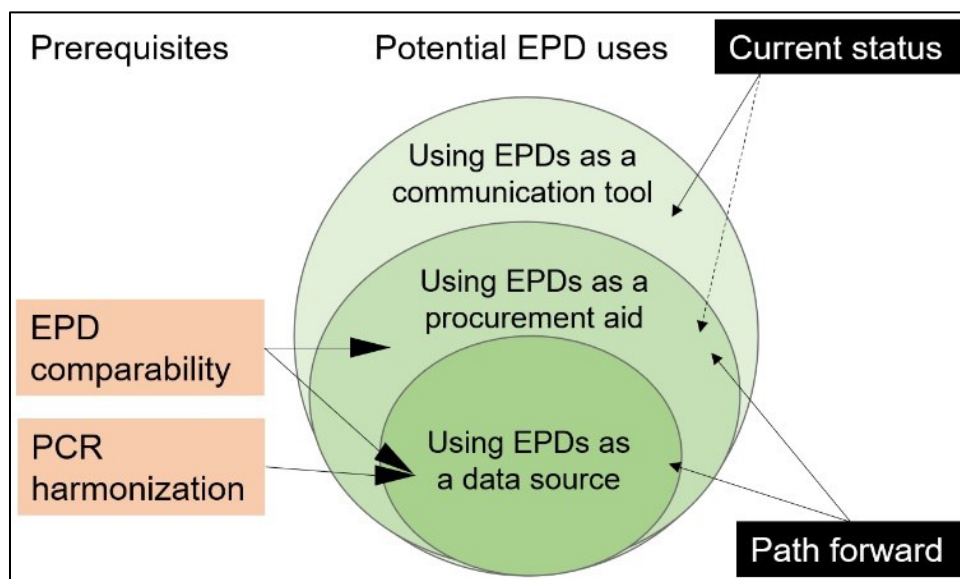 Prerequisites
Potential EPD uses
Current status
Using EPDs as a
communication tool
Using EPDs as a
procurement aid
EPD
comparability
PCR
harmonization
Using EPDs as
a data source
Path forward